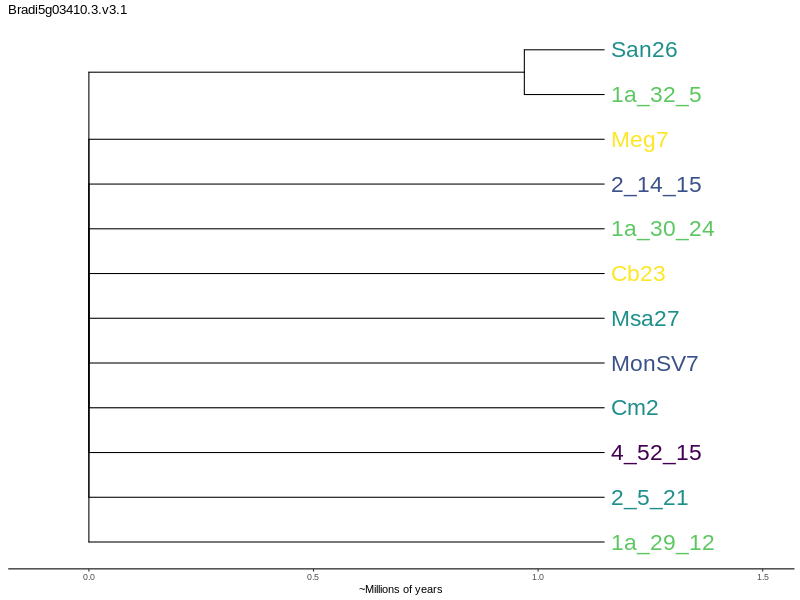 Bradi5g03410.3.v3.1
San26
1a_32_5
Meg7
2_14_15
1a_30_24
Cb23
Msa27
MonSV7
Cm2
4_52_15
2_5_21
1a_29_12
0.0 0.5 1.0 1.5
~Millions of years